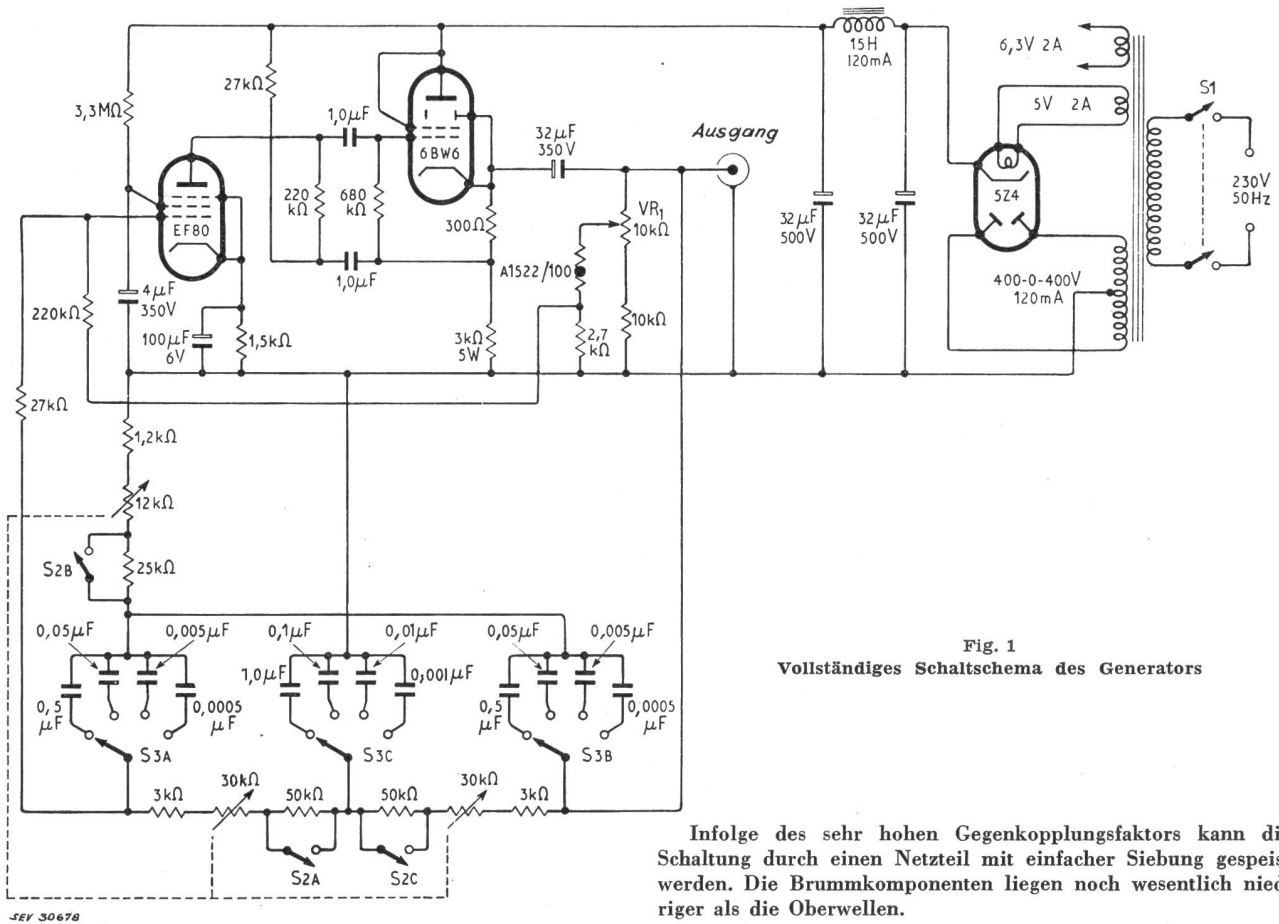 15H
120mA
6,3V 2A
S1
5V 2A
27kΩ
3,3MΩ
1,0µF
6BW6
32µF
350V
Ausgang
5Z4
230V
50Hz
220
kΩ
680
kΩ
EF80
300Ω
VR1
10kΩ
32µF
500V
32µF
500V
A1522/100
1,0µF
400-0-400V
120mA
4µF
350V
220kΩ
100µF
6V
1,5kΩ
3kΩ
5W
2,7
kΩ
10kΩ
27kΩ
1,2kΩ
12kΩ
S2B
25kΩ
0,05µF
0,005µF
0,1µF
0,01µF
0,05µF
0,005µF
0,5
µF
0,0005
µF
1,0µF
0,001µF
0,5
µF
0,0005
µF
S3A
S3C
S3B
3kΩ
30kΩ
50kΩ
50kΩ
30kΩ
3kΩ
S2A
S2C
Fig. 1
Vollständiges Schaltschema des Generators
Infolge des sehr hohen Gegenkopplungsfaktors kann di
Schaltung durch einen Netzteil mit einfacher Siebung gespeis
werden. Die Brummkomponenten liegen noch wesentlich nied
riger als die Oberwellen.
SEV 30678